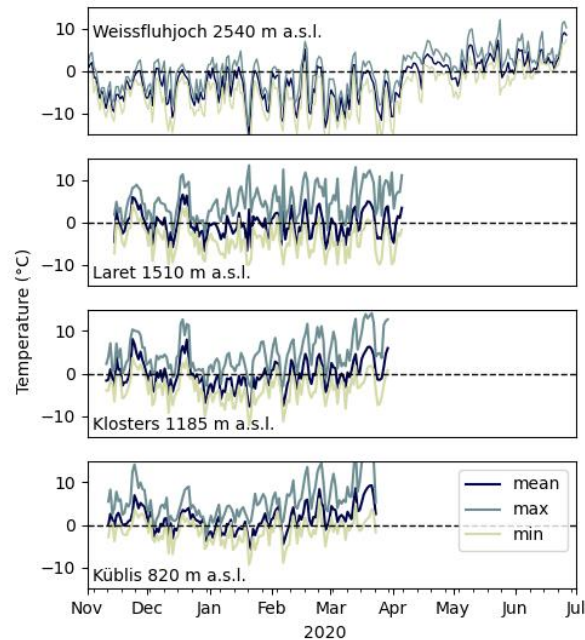 Temperature (°C)
10
0
−10
Weissfluhjoch 2540 m a.s.l.
10
0
−10
Laret 1510 m a.s.l.
10
0
−10
Klosters 1185 m a.s.l.
10
0
−10
Küblis 820 m a.s.l.
mean
max
min
Nov Dec Jan Feb Mar Apr May Jun Jul
2020